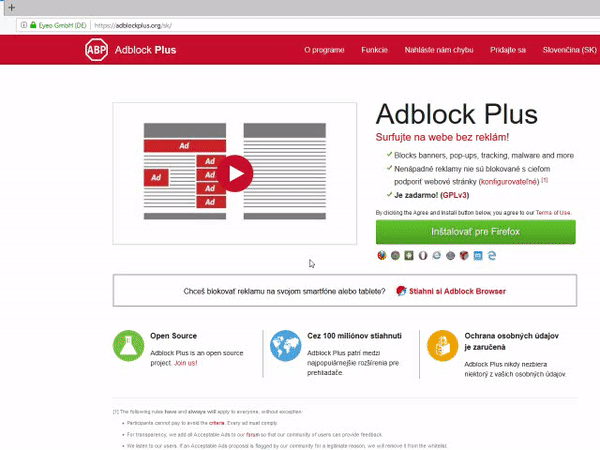 Eyeo GmbH (DE) https://adblockplus.org/sk/
ABP Adblock Plus O programe Funkcie Nahláste nám chybu Pridajte sa Slovenčina (SK)
Adblock Plus
Surfujte na webe bez reklám!
Ad
Ad
Ad
Ad
Ad
Ad
Blocks banners, pop-ups, tracking, malware and more
Nenápadné reklamy nie sú blokované s cieľom
podporiť webové stránky (konfigurovateľné) [1]
Je zadarmo! (GPLv3)
By clicking the Agree and Install button below, you agree to our Terms of Use.
Inštalovať pre Firefox
Chceš blokovať reklamu na svojom smartfóne alebo tablete? Stiahni si Adblock Browser
Open Source
Adblock Plus is an open source
project. Join us!
Cez 100 miliónov stiahnutí
Adblock Plus patrí medzi
najpopulárnejšie rozšírenia pre
prehliadače.
Ochrana osobných údajov
je zaručená
Adblock Plus nikdy nezbiera
niektorý z vašich osobných údajov.
[1] The following rules have and always will apply to everyone, without exception:
Participants cannot pay to avoid the criteria. Every ad must comply.
For transparency, we add all Acceptable Ads to our forum so that our community of users can provide feedback.
We listen to our users. If an Acceptable Ads proposal is flagged by our community for a legitimate reason, we will remove it from the whitelist.